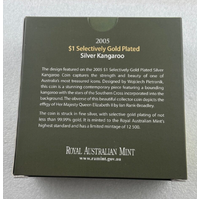 2005
$1 Selectively Gold Plated
Silver Kangaroo
The design featured on the 2005 $1 Selectively Gold Plated Silver
Kangaroo Coin captures the strength and beauty of one of
Australia's most treasured icons. Designed by Wojciech Pietranik,
this coin is a stunning contemporary piece featuring a bounding
kangaroo with the stars of the Southern Cross incorporated into the
background. The obverse of this beautiful collector coin depicts the
effigy of Her Majesty Queen Elizabeth II by Ian Rank-Broadley.
The coin is struck in fine silver, with selective gold plating of not
less than 99.99% gold. It is minted to the Royal Australian Mint's
highest standard and has a limited mintage of 12 500.
ROYAL AUSTRALIAN MINT
www.ramint.gov.au